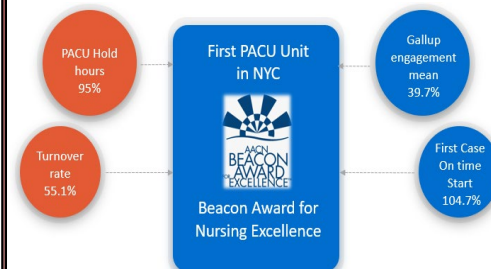 PACU Hold
hours
95%
Turnover
rate
55.1%
First PACU Unit
in NYC
AACN
BEACON
AWARD
FOR
EXCELLENCE
Beacon Award for
Nursing Excellence
Gallup
engagement
mean
39.7%
First Case
On time
Start
104.7%